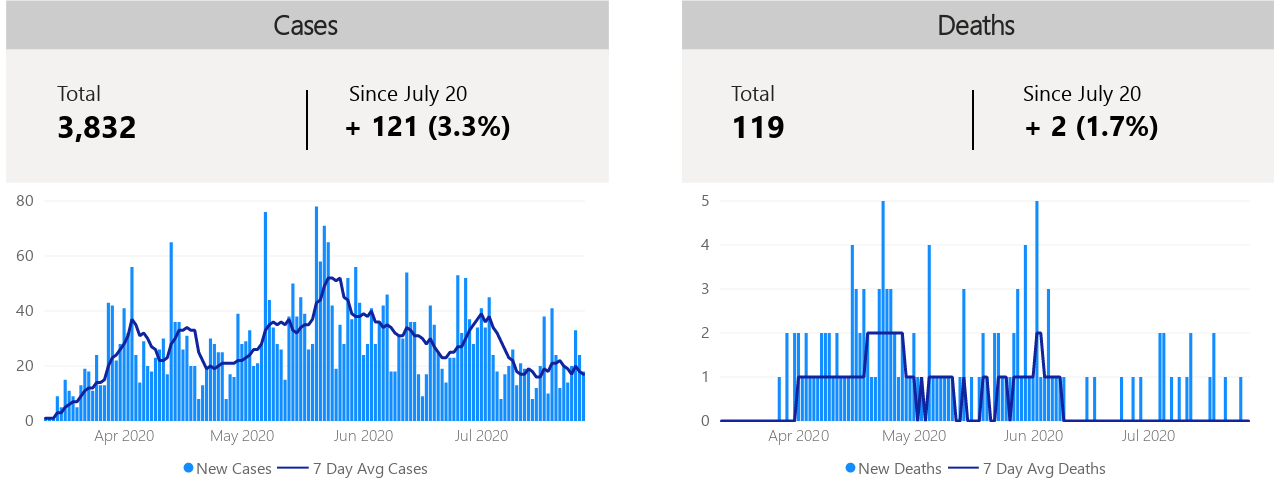 Cases
Total
Since July 20
3,832
+ 121 (3.3%)
80
60
40
20
0
Apr 2020
May 2020
Jun 2020
Jul 2020
New Cases
7 Day Avg Cases
Deaths
Total
Since July 20
119
+ 2 (1.7%)
5
4
3
2
1
0
Apr 2020
May 2020
Jun 2020
Jul 2020
New Deaths
7 Day Avg Deaths